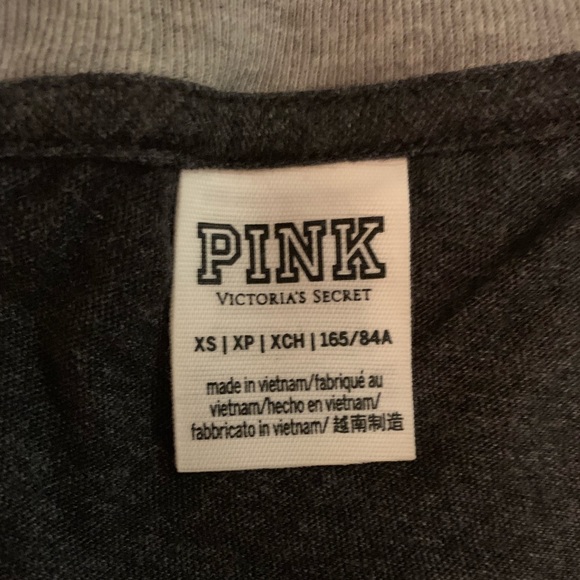 PINK
VICTORIA'S SECRET
XS | XP | XCH | 165/84A
made in vietnam/fabriqué au
vietnam/hecho en vietnam/
fabbricato in vietnam/ 越南制造